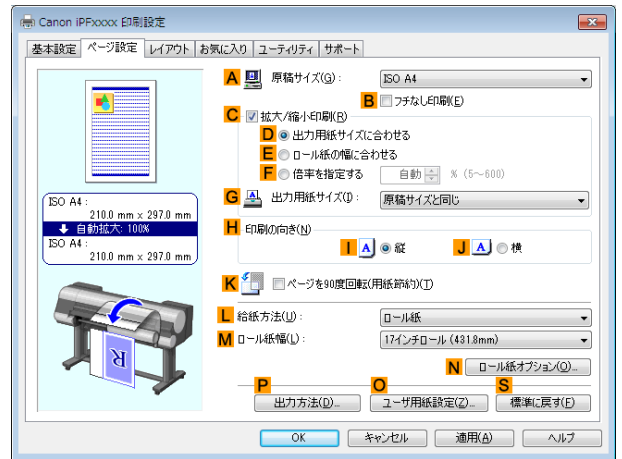 Canon iPFxxxx 印刷設定
基本設定 ページ設定 レイアウト お気に入り ユーティリティ サポート
A 原稿サイズ(G): ISO A4
B フチなし印刷(E)
C 拡大/縮小印刷(R)
D 出力用紙サイズに合わせる
E ロール紙の幅に合わせる
F 倍率を指定する 自動 % (5～600)
G 出力用紙サイズ(I): 原稿サイズと同じ
H 印刷の向き(N)
I A 縦 J A 横
K ページを90度回転(用紙節約)(T)
L 給紙方法(U): ロール紙
M ロール紙幅(L): 17インチロール (431.8mm)
N ロール紙オプション(O)...
P O S
出力方法(D)... ユーザ用紙設定(Z)... 標準に戻す(F)
ISO A4 :
210.0 mm x 297.0 mm
自動拡大: 100%
ISO A4 :
210.0 mm x 297.0 mm
R
OK キャンセル 適用(A) ヘルプ